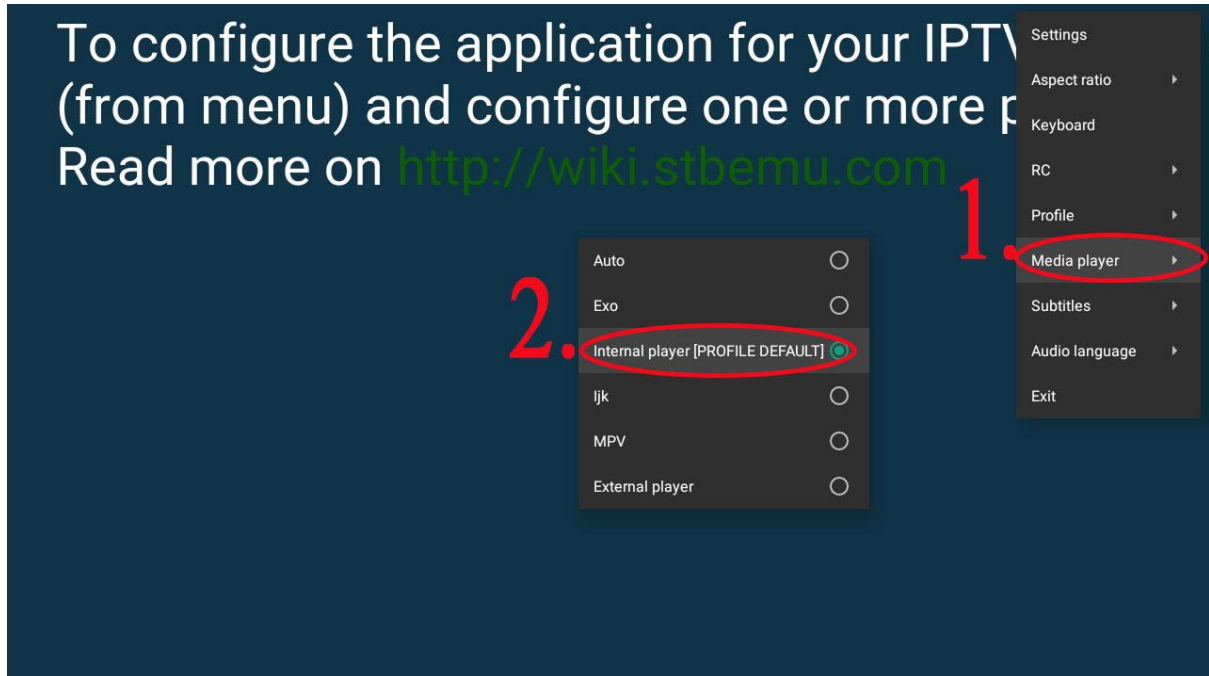 To configure the application for your IPTV
(from menu) and configure one or more p
Read more on http://wiki.stbemu.com
Settings
Aspect ratio
Keyboard
RC
Profile
1.
Media player
Subtitles
Audio language
Exit
2.
Auto
Exo
Internal player [PROFILE DEFAULT]
Ijk
MPV
External player